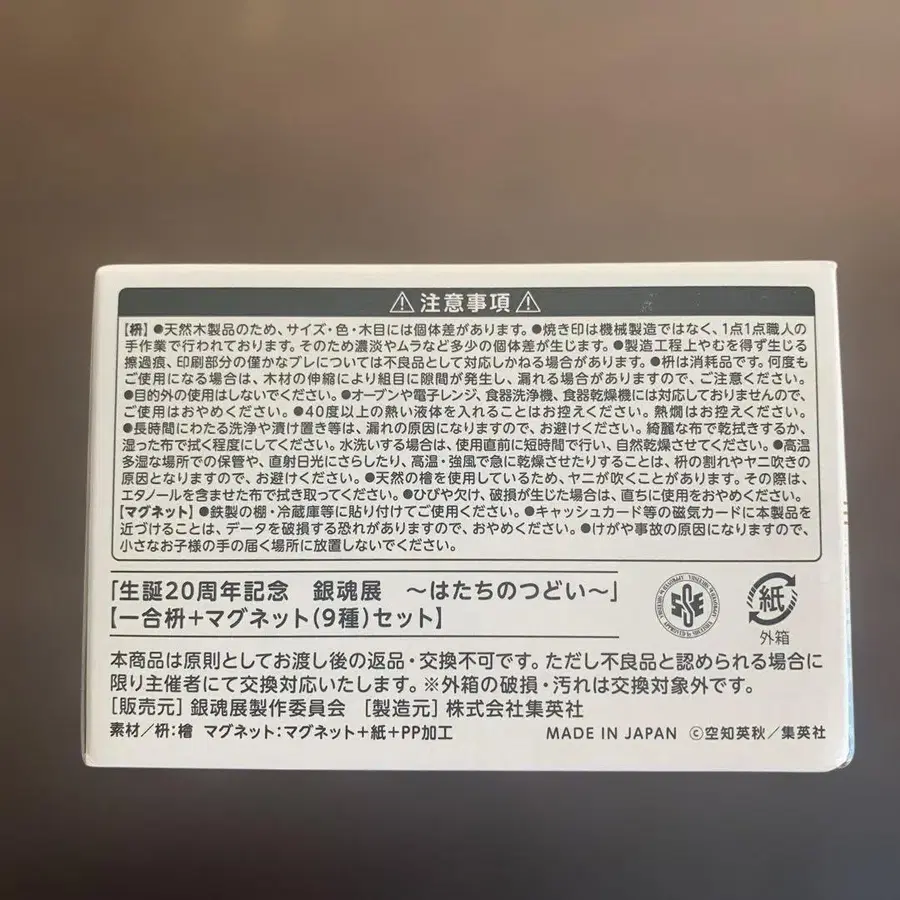 ⚠注意事項⚠
【枡】●天然木製品のため、サイズ・色・木目には個体差があります。●焼き印は機械製造ではなく、1点1点職人の
手作業で行われております。そのため濃淡やムラなど多少の個体差が生じます。●製造工程上やむを得ず生じる
擦過痕、印刷部分の僅かなブレについては不良品として対応しかねる場合があります。●枡は消耗品です。何度も
ご使用になる場合は、木材の伸縮により組目に隙間が発生し、漏れる場合がありますので、ご注意ください。
●目的外の使用はしないでください。●オーブンや電子レンジ、食器洗浄機、食器乾燥機には対応しておりませんので、
ご使用はおやめください。●40度以上の熱い液体を入れることはお控えください。熱燗はお控えください。
●長時間にわたる洗浄や漬け置き等は、漏れの原因になりますので、お避けください。綺麗な布で乾拭きするか、
湿った布で拭く程度にしてください。水洗いする場合は、使用直前に短時間で行い、自然乾燥させてください。●高温
多湿な場所での保管や、直射日光にさらしたり、高温・強風で急に乾燥させたりすることは、枡の割れやヤニ吹きの
原因となりますので、お避けください。●天然の檜を使用しているため、ヤニが吹くことがあります。その際は、
エタノールを含ませた布で拭き取ってください。●ひびや欠け、破損が生じた場合は、直ちに使用をおやめください。
【マグネット】●鉄製の棚・冷蔵庫等に貼り付けてご使用ください。●キャッシュカード等の磁気カードに本製品を
近づけることは、データを破損する恐れがありますので、おやめください。●けがや事故の原因になりますので、
小さなお子様の手の届く場所に放置しないでください。
「生誕20周年記念 銀魂展 ～はたちのつどい～」
【一合枡+マグネット(9種)セット】
紙
外箱
本商品は原則としてお渡し後の返品・交換不可です。ただし不良品と認められる場合に
限り主催者にて交換対応いたします。※外箱の破損・汚れは交換対象外です。
[販売元] 銀魂展製作委員会 [製造元] 株式会社集英社
素材/枡:檜 マグネット:マグネット+紙+PP加工 MADE IN JAPAN ©空知英秋/集英社